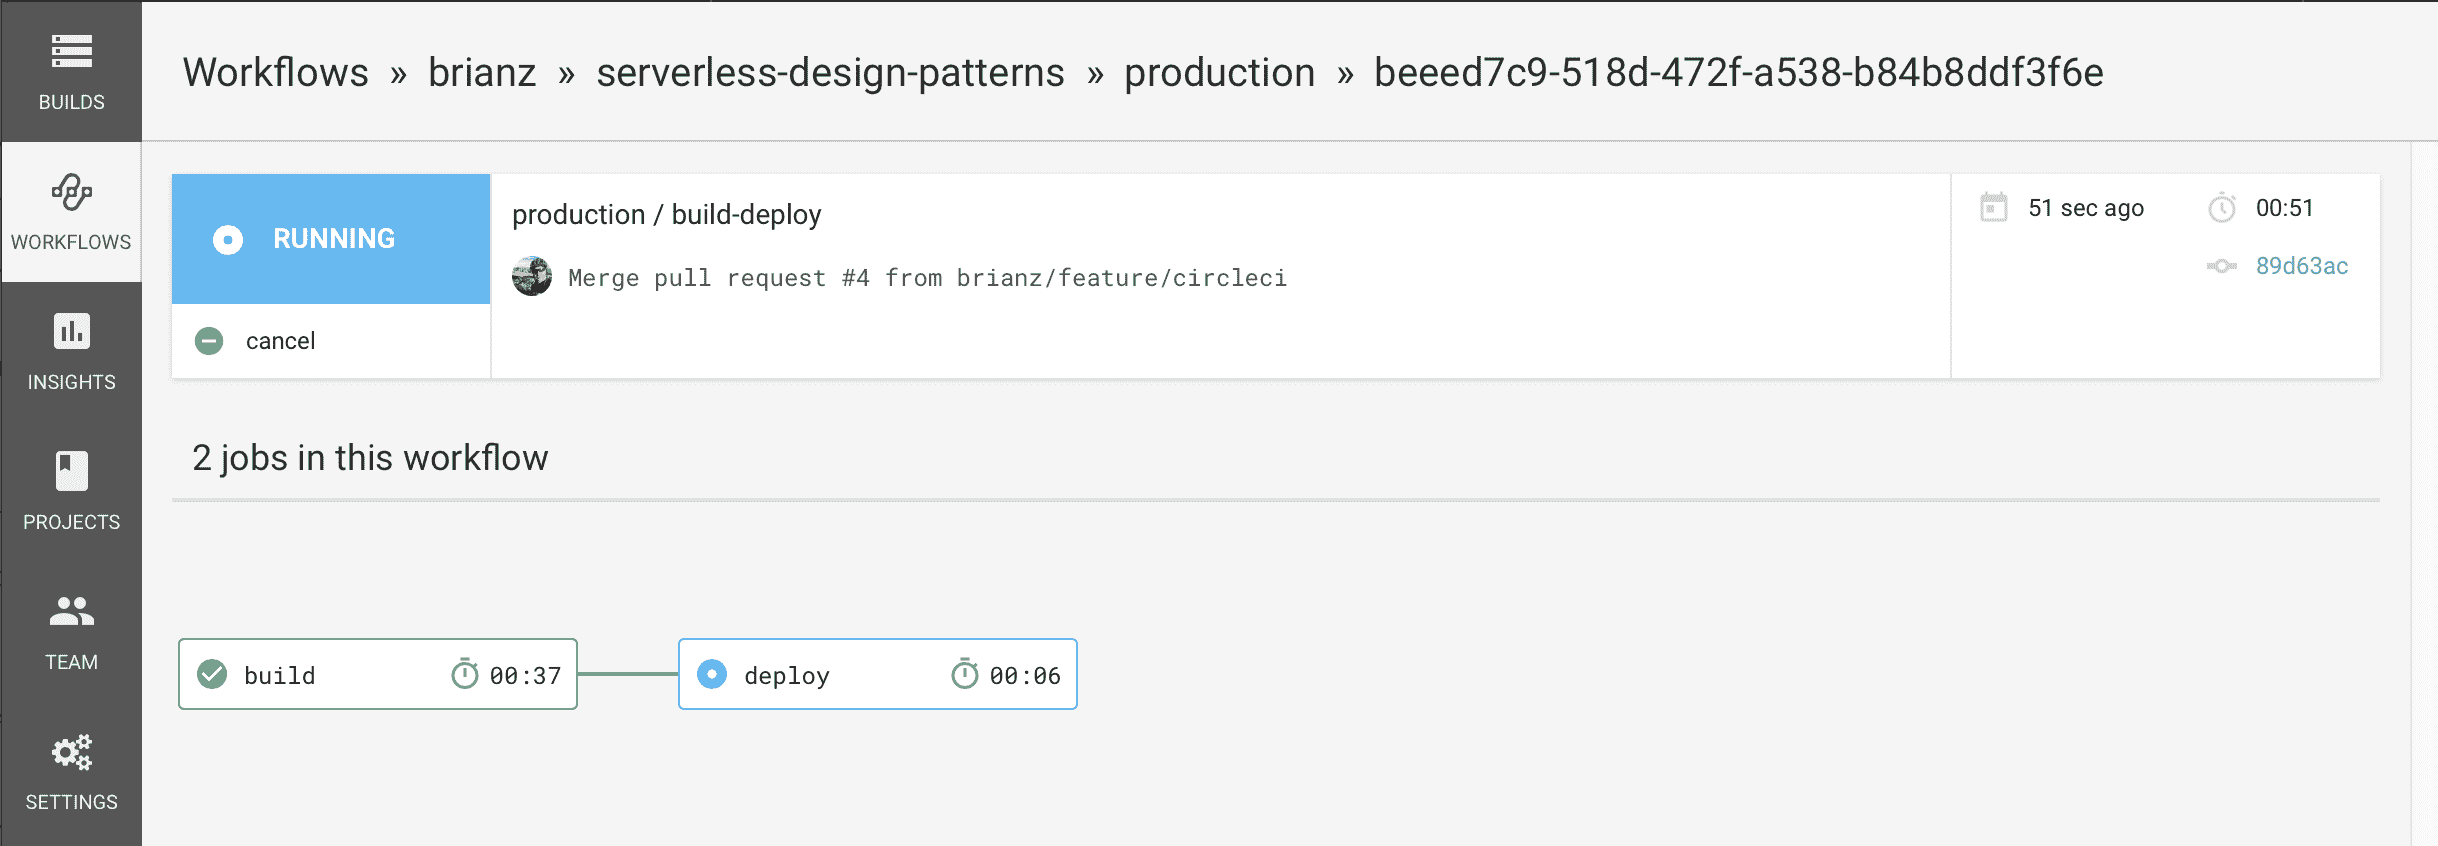 BUILDS
WORKFLOWS
INSIGHTS
PROJECTS
TEAM
SETTINGS
Workflows » brianz » serverless-design-patterns » production » beeed7c9-518d-472f-a538-b84b8ddf3f6e
RUNNING
cancel
production / build-deploy
Merge pull request #4 from brianz/feature/circleci
51 sec ago
00:51
89d63ac
2 jobs in this workflow
build 00:37
deploy 00:06